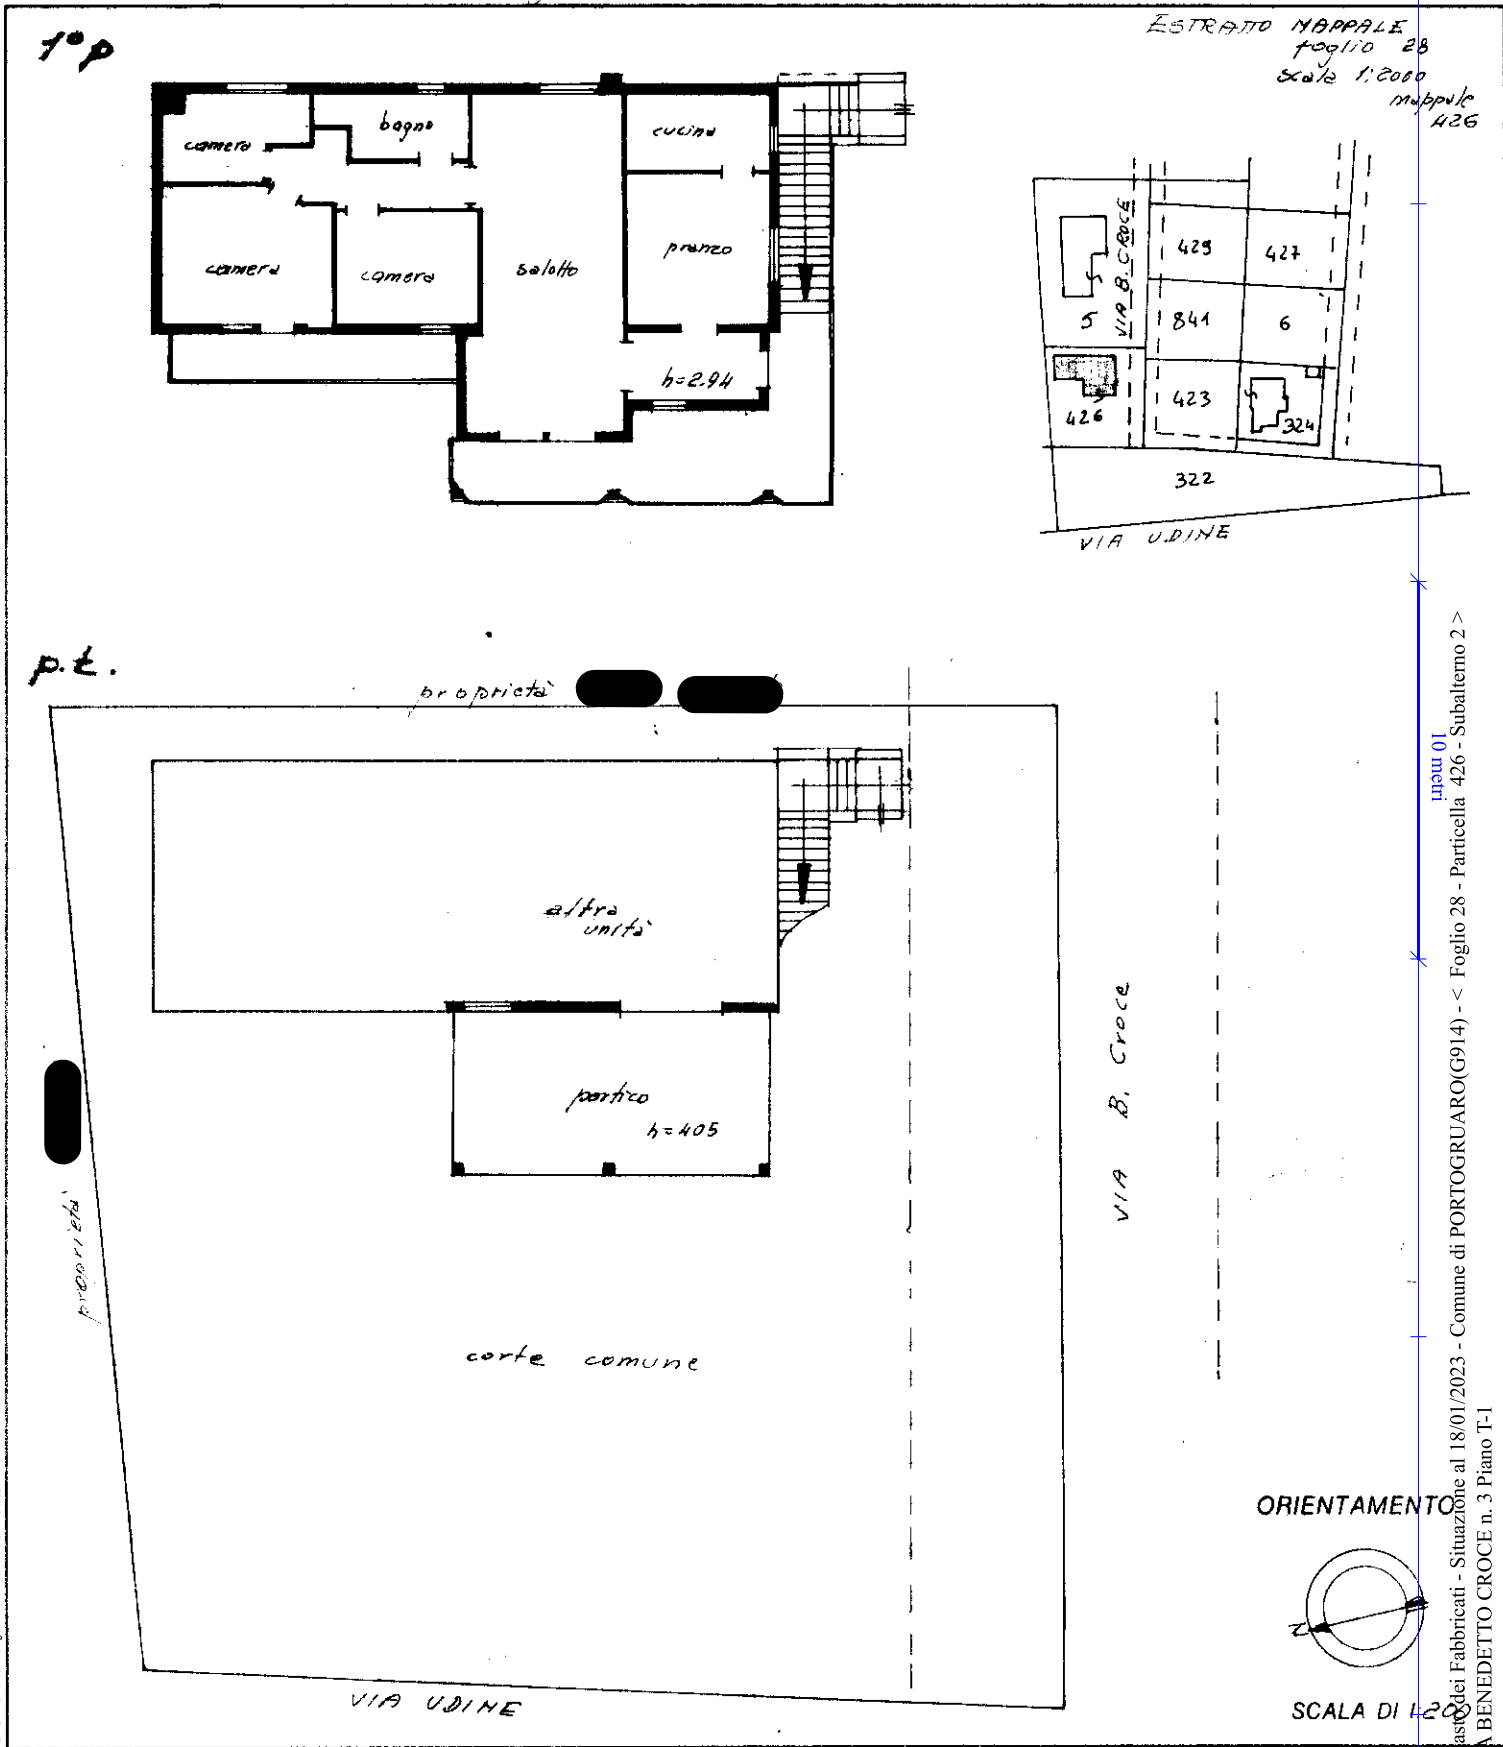 1° p
ESTRATTO MAPPALE
foglio 28
scala 1:2000
mappale
426
camera
bagno
cucina
camera
camera
salotto
pranzo
h=2.94
VIA B. CROCE
429
427
5
841
6
426
423
324
322
VIA UDINE
p.t.
proprietà
altra
unità
portico
h=405
proprietà
VIA B. Croce
corte comune
VIA UDINE
10 metri
ORIENTAMENTO
SCALA DI 1:200
asto dei Fabbricati - Situazione al 18/01/2023 - Comune di PORTOGRUARO(G914) - < Foglio 28 - Particella 426 - Subalterno 2 >
A BENEDETTO CROCE n. 3 Piano T-1